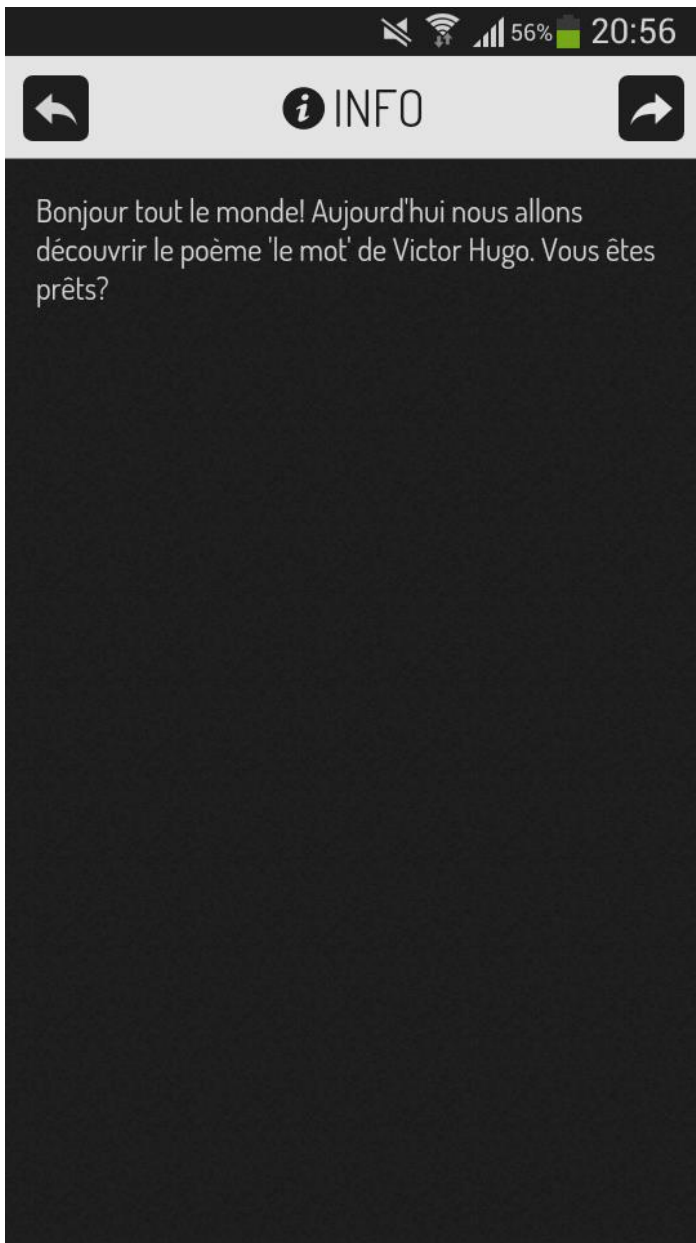 56% 20:56
INFO
Bonjour tout le monde! Aujourd'hui nous allons
découvrir le poème 'le mot' de Victor Hugo. Vous êtes
prêts?